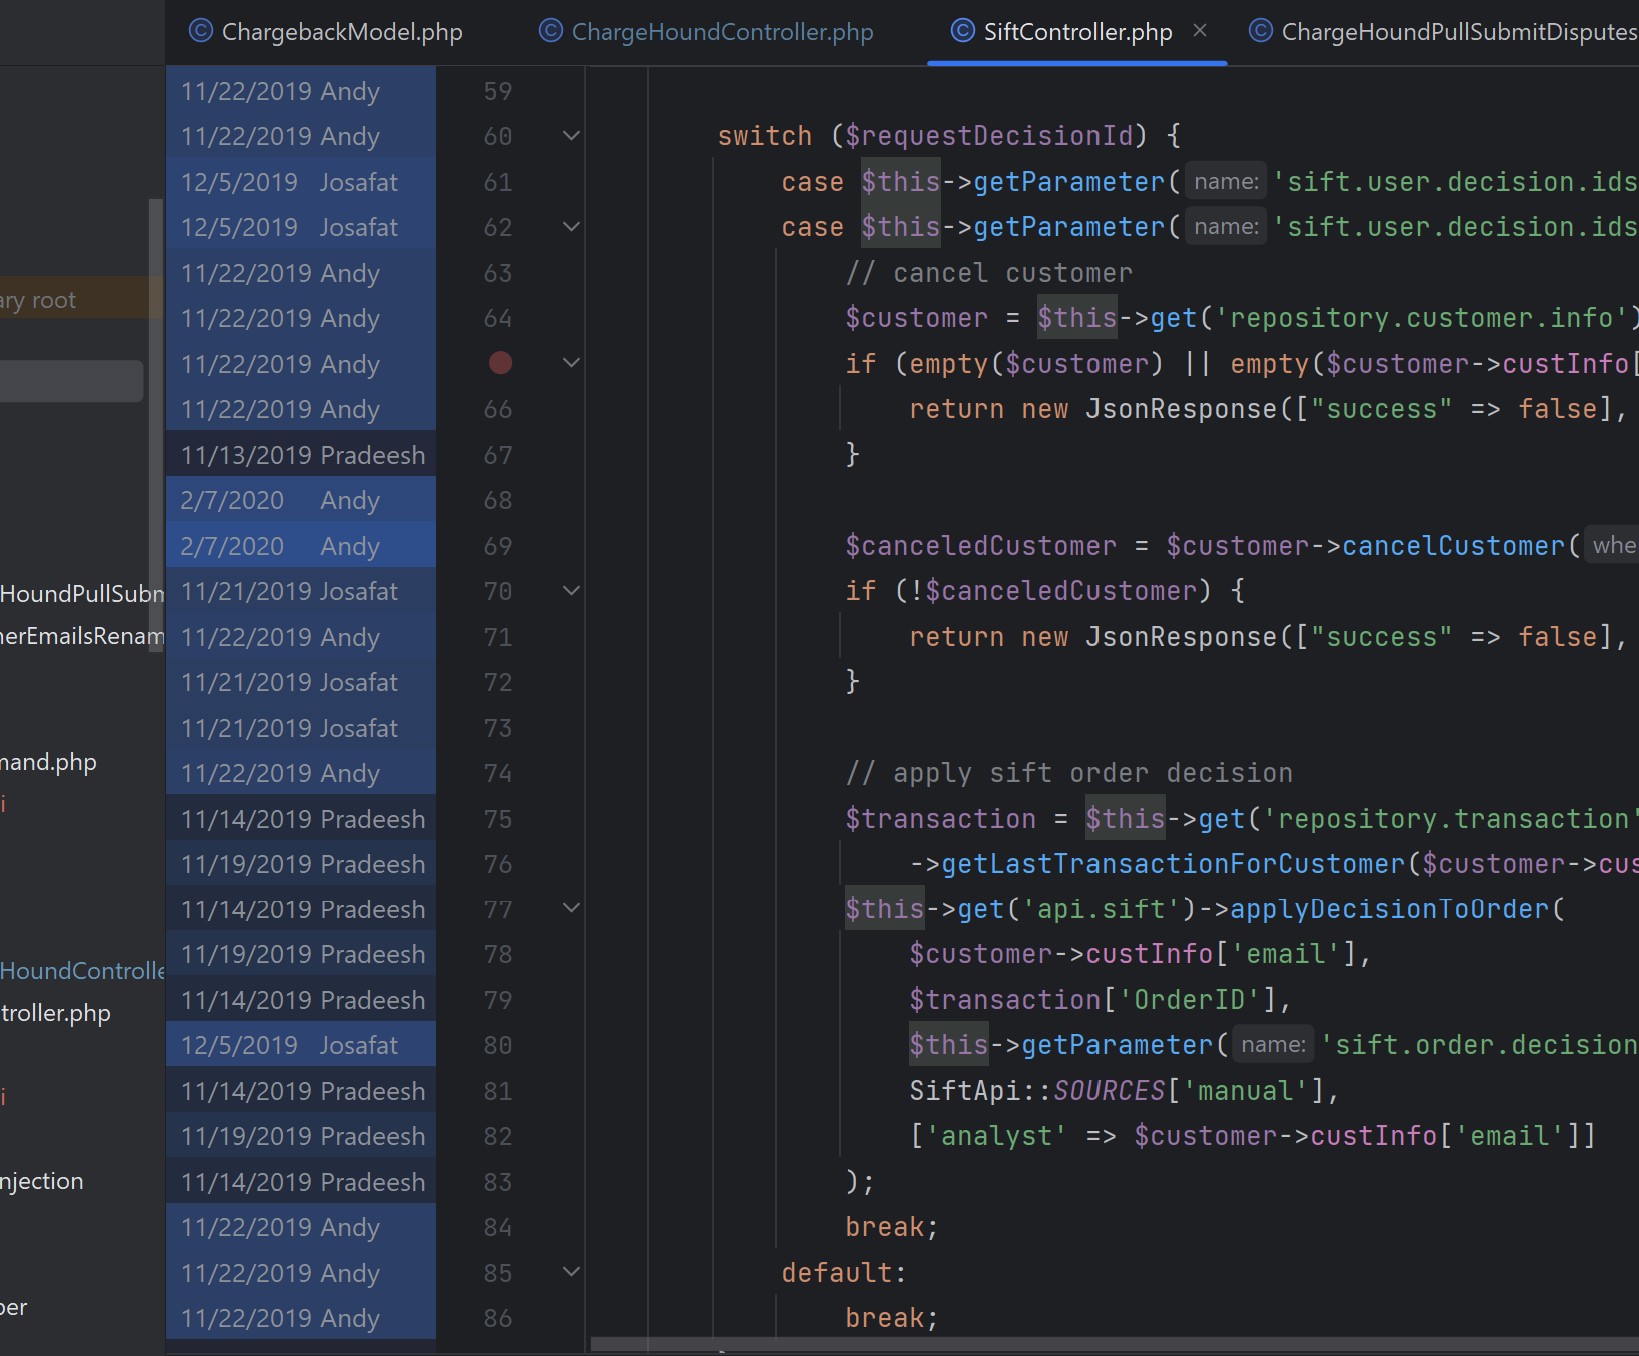 ChargebackModel.php ChargeHoundController.php SiftController.php × ChargeHoundPullSubmitDisputes
11/22/2019 Andy 59
11/22/2019 Andy 60 switch ($requestDecisionId) {
12/5/2019 Josafat 61 case $this->getParameter( name: 'sift.user.decision.ids
12/5/2019 Josafat 62 case $this->getParameter( name: 'sift.user.decision.ids
11/22/2019 Andy 63 // cancel customer
ary root
11/22/2019 Andy 64 $customer = $this->get('repository.customer.info')
11/22/2019 Andy if (empty($customer) || empty($customer->custInfo[
11/22/2019 Andy 66 return new JsonResponse(["success" => false],
11/13/2019 Pradeesh 67 }
2/7/2020 Andy 68
2/7/2020 Andy 69 $canceledCustomer = $customer->cancelCustomer( whe
11/21/2019 Josafat 70 if (!$canceledCustomer) {
HoundPullSubm
11/22/2019 Andy 71 return new JsonResponse(["success" => false],
nerEmailsRenam
11/21/2019 Josafat 72 }
11/21/2019 Josafat 73
11/22/2019 Andy 74 // apply sift order decision
mand.php
i
11/14/2019 Pradeesh 75 $transaction = $this->get('repository.transaction'
11/19/2019 Pradeesh 76 ->getLastTransactionForCustomer($customer->cus
11/14/2019 Pradeesh 77 $this->get('api.sift')->applyDecisionToOrder(
11/19/2019 Pradeesh 78 $customer->custInfo['email'],
HoundControlle
11/14/2019 Pradeesh 79 $transaction['OrderID'],
troller.php
12/5/2019 Josafat 80 $this->getParameter( name: 'sift.order.decision
11/14/2019 Pradeesh 81 SiftApi::SOURCES['manual'],
i
11/19/2019 Pradeesh 82 ['analyst' => $customer->custInfo['email']]
11/14/2019 Pradeesh 83 );
njection
11/22/2019 Andy 84 break;
11/22/2019 Andy 85 default:
per
11/22/2019 Andy 86 break;